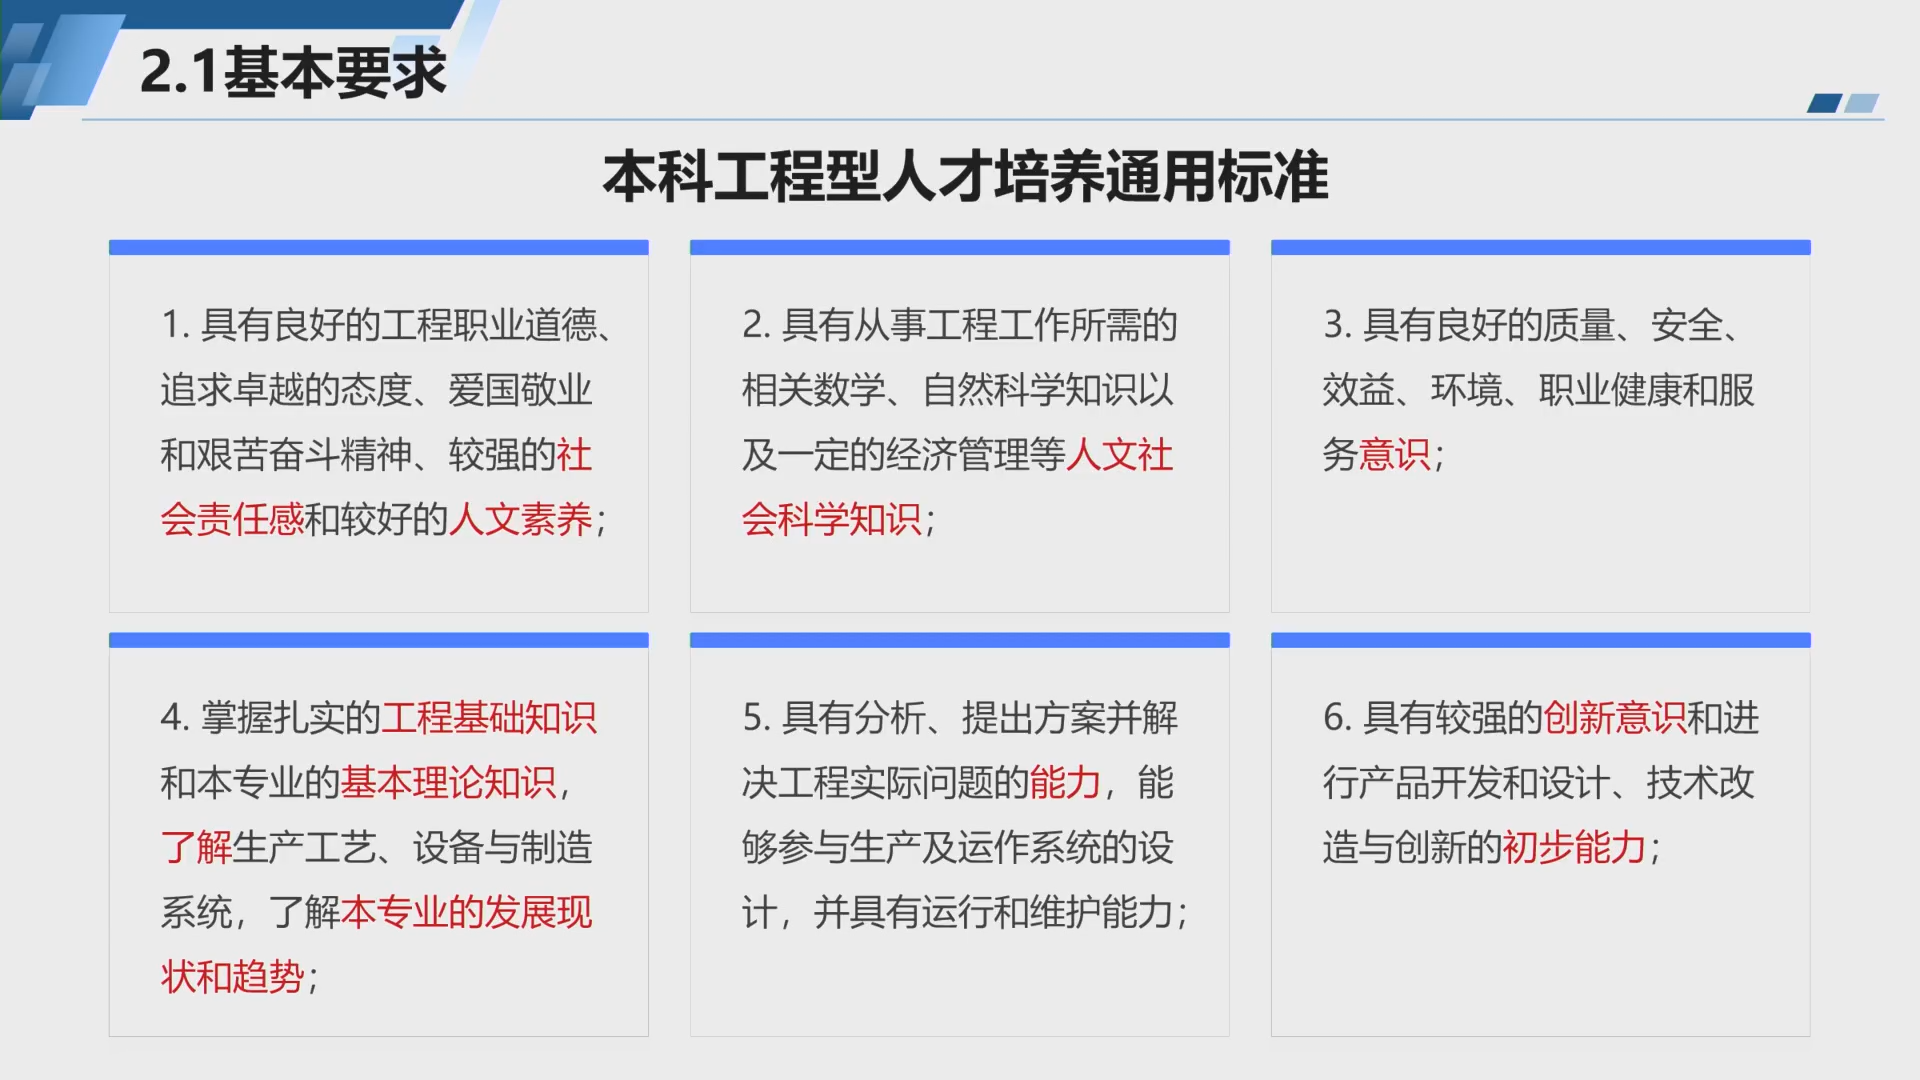 2.1基本要求
本科工程型人才培养通用标准
1. 具有良好的工程职业道德、
追求卓越的态度、爱国敬业
和艰苦奋斗精神、较强的社
会责任感和较好的人文素养；
2. 具有从事工程工作所需的
相关数学、自然科学知识以
及一定的经济管理等人文社
会科学知识；
3. 具有良好的质量、安全、
效益、环境、职业健康和服
务意识；
4. 掌握扎实的工程基础知识
和本专业的基本理论知识，
了解生产工艺、设备与制造
系统，了解本专业的发展现
状和趋势；
5. 具有分析、提出方案并解
决工程实际问题的能力，能
够参与生产及运作系统的设
计，并具有运行和维护能力；
6. 具有较强的创新意识和进
行产品开发和设计、技术改
造与创新的初步能力；